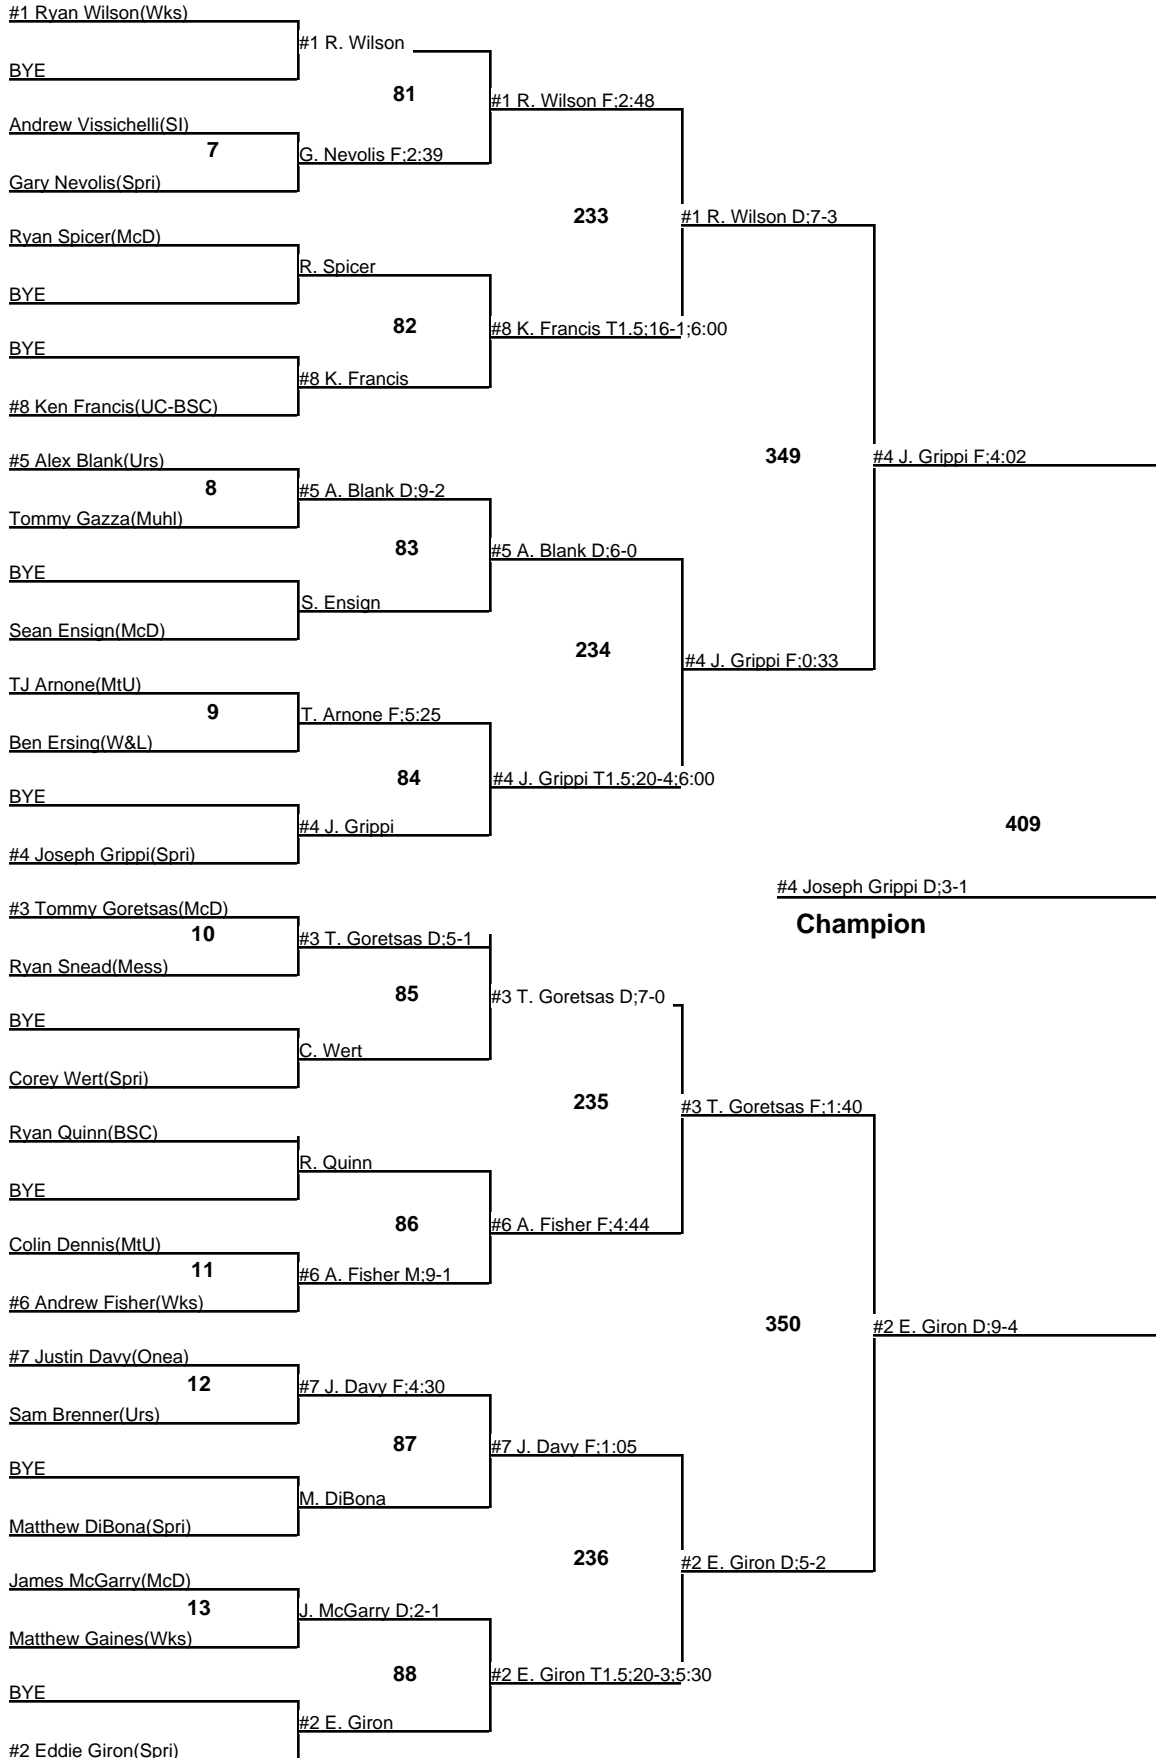 #1 Ryan Wilson(Wks)
#1 R. Wilson
BYE
81
#1 R. Wilson F;2:48
Andrew Vissichelli(SI)
7
G. Nevolis F;2:39
Gary Nevolis(Spri)
233
#1 R. Wilson D;7-3
Ryan Spicer(McD)
R. Spicer
BYE
82
#8 K. Francis T1.5;16-1;6:00
BYE
#8 K. Francis
#8 Ken Francis(UC-BSC)
349
#4 J. Grippi F;4:02
#5 Alex Blank(Urs)
8
#5 A. Blank D;9-2
Tommy Gazza(Muhl)
83
#5 A. Blank D;6-0
BYE
S. Ensign
Sean Ensign(McD)
234
#4 J. Grippi F;0:33
TJ Arnone(MtU)
9
T. Arnone F;5:25
Ben Ersing(W&L)
84
#4 J. Grippi T1.5;20-4;6:00
BYE
#4 J. Grippi
409
#4 Joseph Grippi(Spri)
#4 Joseph Grippi D;3-1
Champion
#3 Tommy Goretsas(McD)
10
#3 T. Goretsas D;5-1
Ryan Snead(Mess)
85
#3 T. Goretsas D;7-0
BYE
C. Wert
Corey Wert(Spri)
235
#3 T. Goretsas F;1:40
Ryan Quinn(BSC)
R. Quinn
BYE
86
#6 A. Fisher F;4:44
Colin Dennis(MtU)
11
#6 A. Fisher M;9-1
#6 Andrew Fisher(Wks)
350
#2 E. Giron D;9-4
#7 Justin Davy(Onea)
12
#7 J. Davy F;4:30
Sam Brenner(Urs)
87
#7 J. Davy F;1:05
BYE
M. DiBona
Matthew DiBona(Spri)
236
#2 E. Giron D;5-2
James McGarry(McD)
13
J. McGarry D;2-1
Matthew Gaines(Wks)
88
#2 E. Giron T1.5;20-3;5:30
BYE
#2 E. Giron
#2 Eddie Giron(Spri)